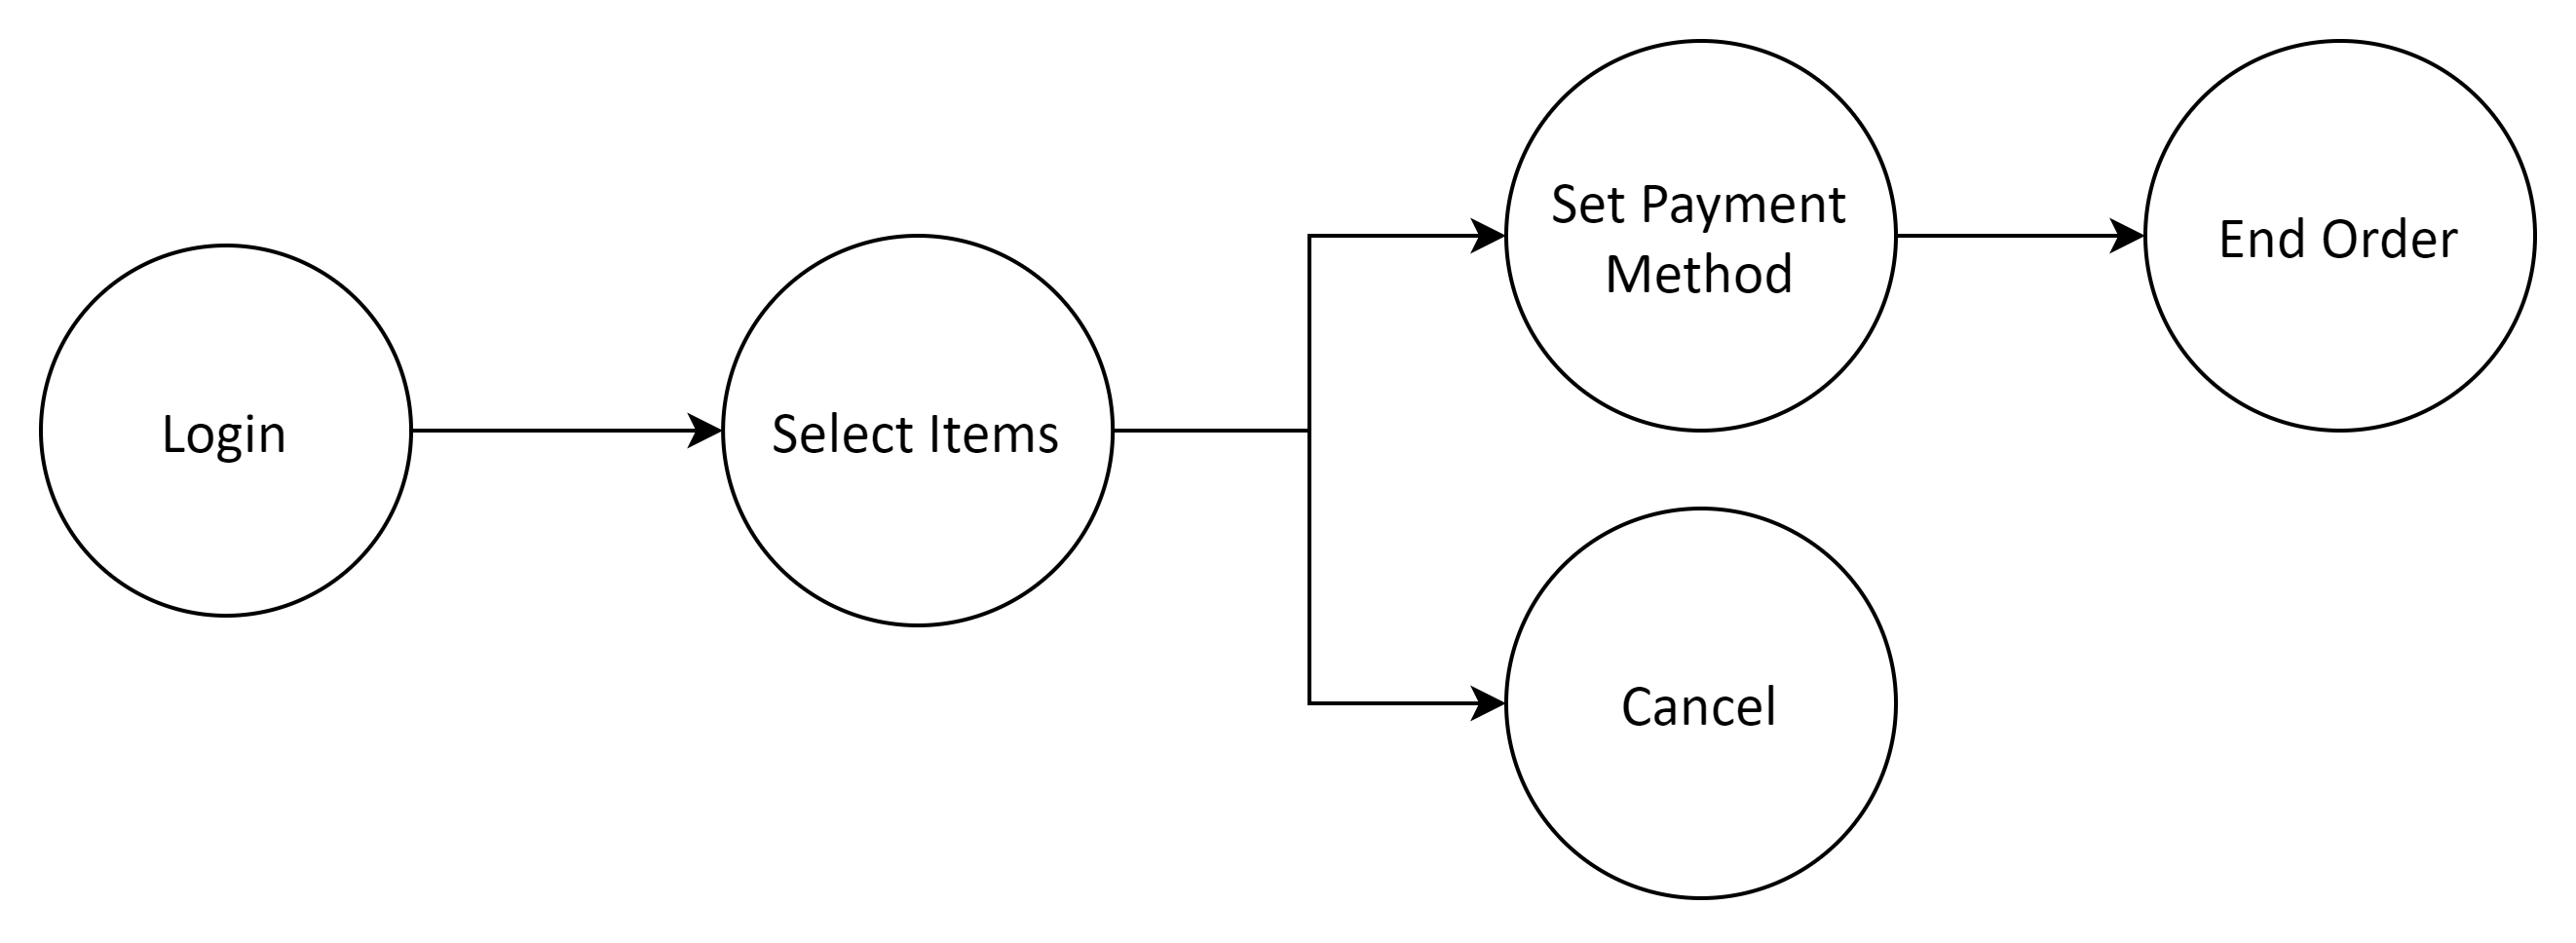 Login
Select Items
Set Payment
Method
End Order
Cancel